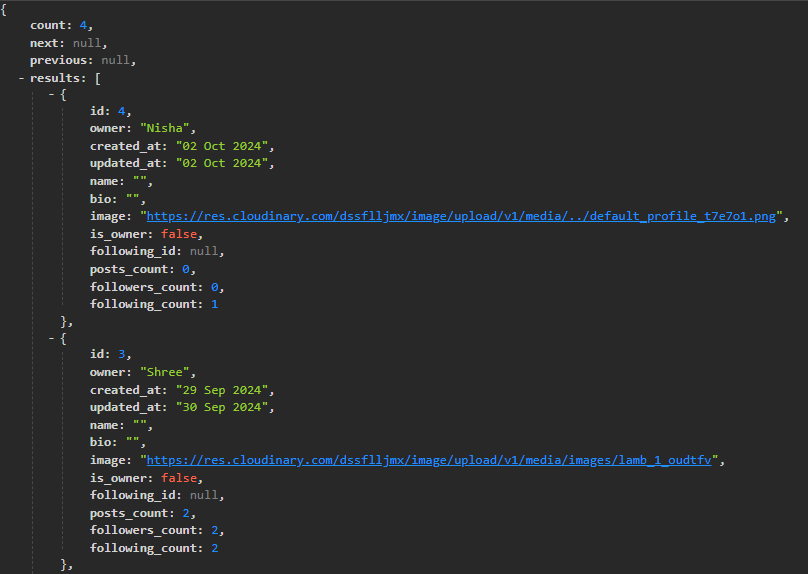 {
count: 4,
next: null,
previous: null,
- results: [
- {
id: 4,
owner: "Nisha",
created_at: "02 Oct 2024",
updated_at: "02 Oct 2024",
name: "",
bio: "",
image: "https://res.cloudinary.com/dssflljmx/image/upload/v1/media/../default_profile_t7e7o1.png",
is_owner: false,
following_id: null,
posts_count: 0,
followers_count: 0,
following_count: 1
},
- {
id: 3,
owner: "Shree",
created_at: "29 Sep 2024",
updated_at: "30 Sep 2024",
name: "",
bio: "",
image: "https://res.cloudinary.com/dssflljmx/image/upload/v1/media/images/lamb_1_oudtfv",
is_owner: false,
following_id: null,
posts_count: 2,
followers_count: 2,
following_count: 2
},